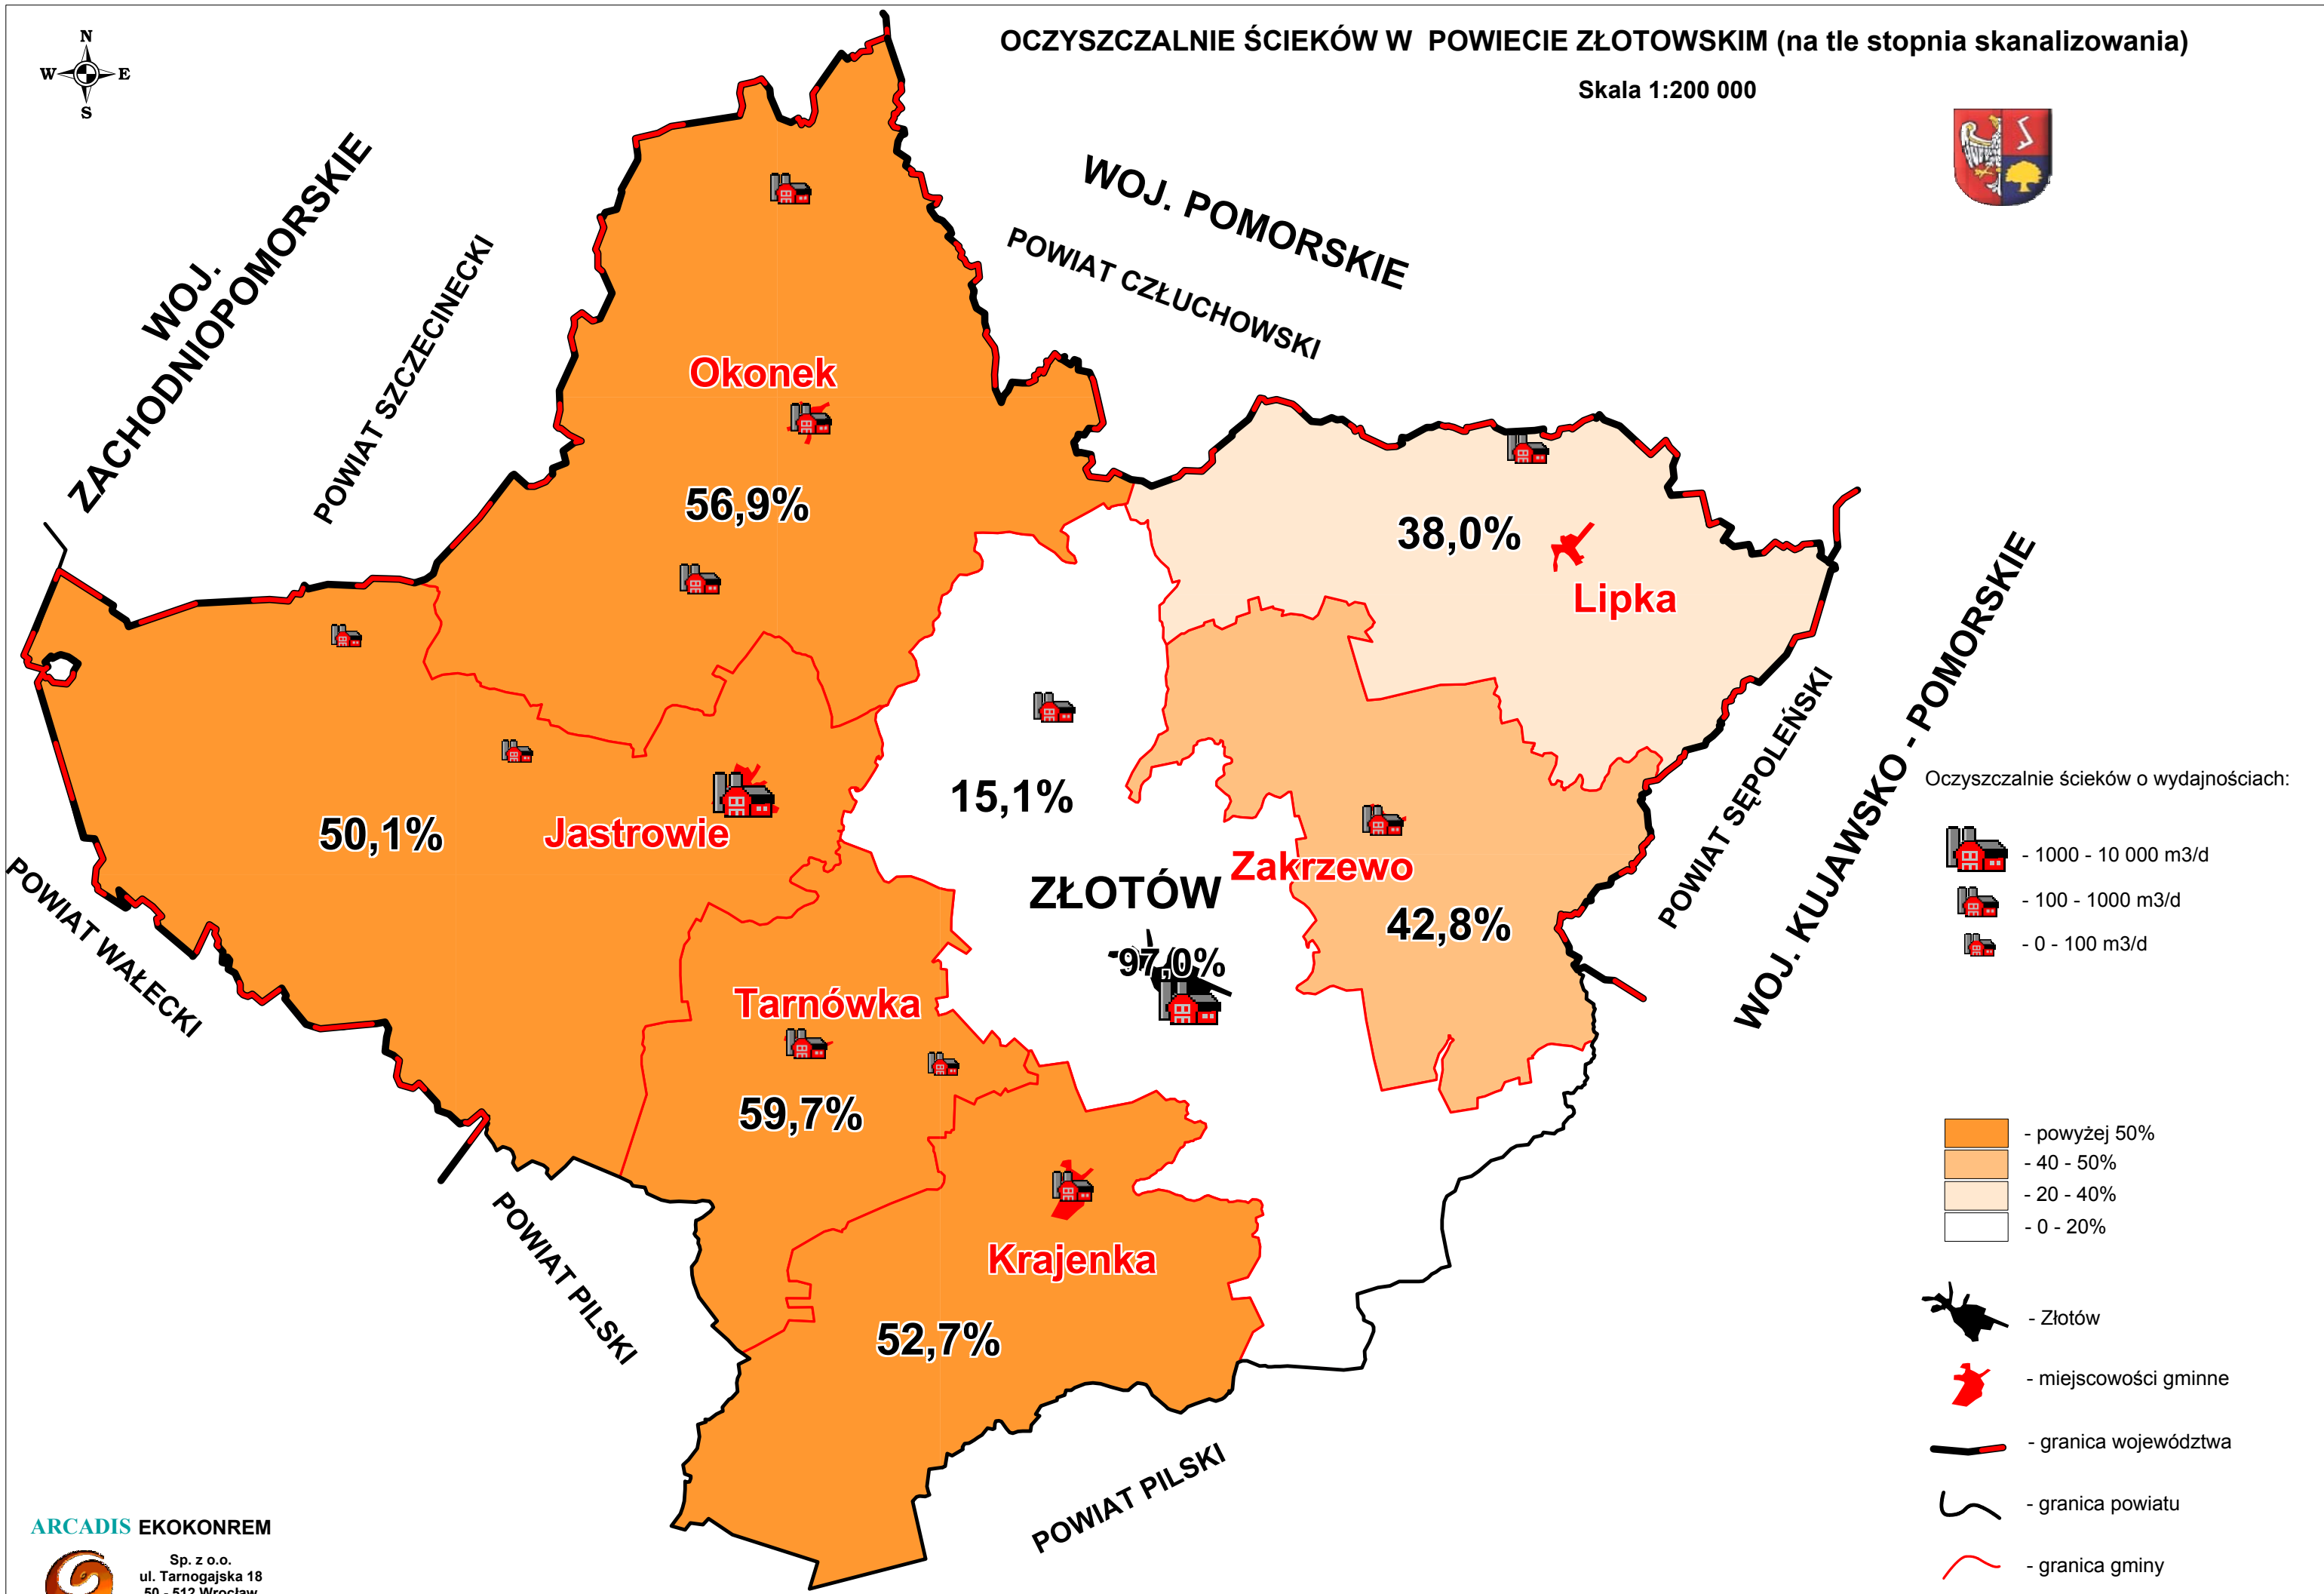 OCZYSZCZALNIE ŚCIEKÓW W POWIECIE ZŁOTOWSKIM (na tle stopnia skanalizowania)
Skala 1:200 000
N
W
E
S
WOJ.
ZACHODNIOPOMORSKIE
POWIAT SZCZECINECKI
WOJ. POMORSKIE
POWIAT CZŁUCHOWSKI
Okonek
56,9%
38,0%
Lipka
50,1%
Jastrowie
15,1%
ZŁOTÓW
97,0%
Zakrzewo
42,8%
Tarnówka
59,7%
Krajenka
52,7%
POWIAT WAŁECKI
POWIAT PILSKI
POWIAT PILSKI
POWIAT SĘPOLEŃSKI
WOJ. KUJAWSKO - POMORSKIE
Oczyszczalnie ścieków o wydajnościach:
- 1000 - 10 000 m3/d
- 100 - 1000 m3/d
- 0 - 100 m3/d
- powyżej 50%
- 40 - 50%
- 20 - 40%
- 0 - 20%
- Złotów
- miejscowości gminne
- granica województwa
- granica powiatu
- granica gminy
ARCADIS EKOKONREM
Sp. z o.o.
ul. Tarnogajska 18
50 - 512 Wrocław